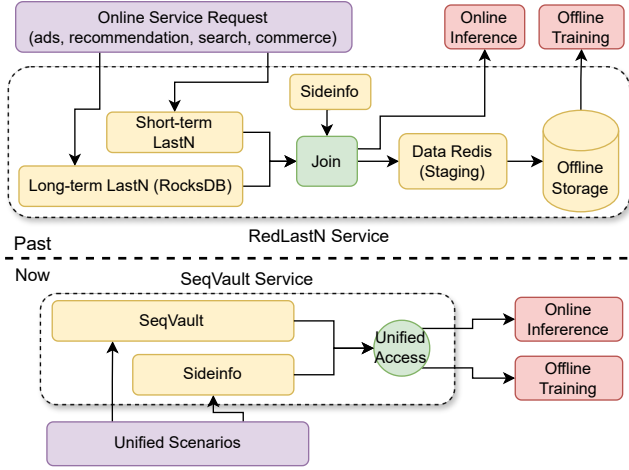 Online Service Request
(ads, recommendation, search, commerce)
Online
Inference
Offline
Training
Sideinfo
Short-term
LastN
Join
Data Redis
(Staging)
Offline
Storage
Long-term LastN (RocksDB)
RedLastN Service
Past
Now
SeqVault Service
SeqVault
Unified
Access
Online
Infererence
Sideinfo
Offline
Training
Unified Scenarios